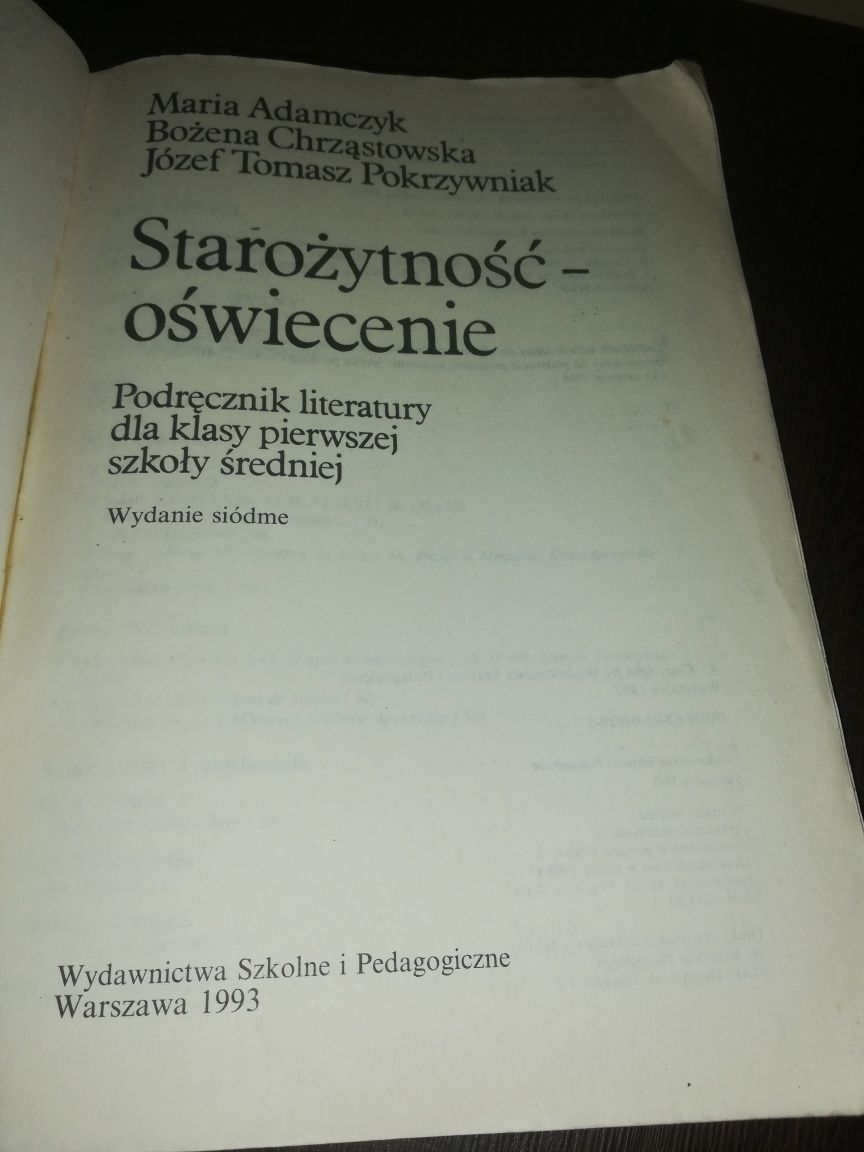 Maria Adamczyk
Bożena Chrząstowska
Józef Tomasz Pokrzywniak
Starożytność –
oświecenie
Podręcznik literatury
dla klasy pierwszej
szkoły średniej
Wydanie siódme
Wydawnictwa Szkolne i Pedagogiczne
Warszawa 1993